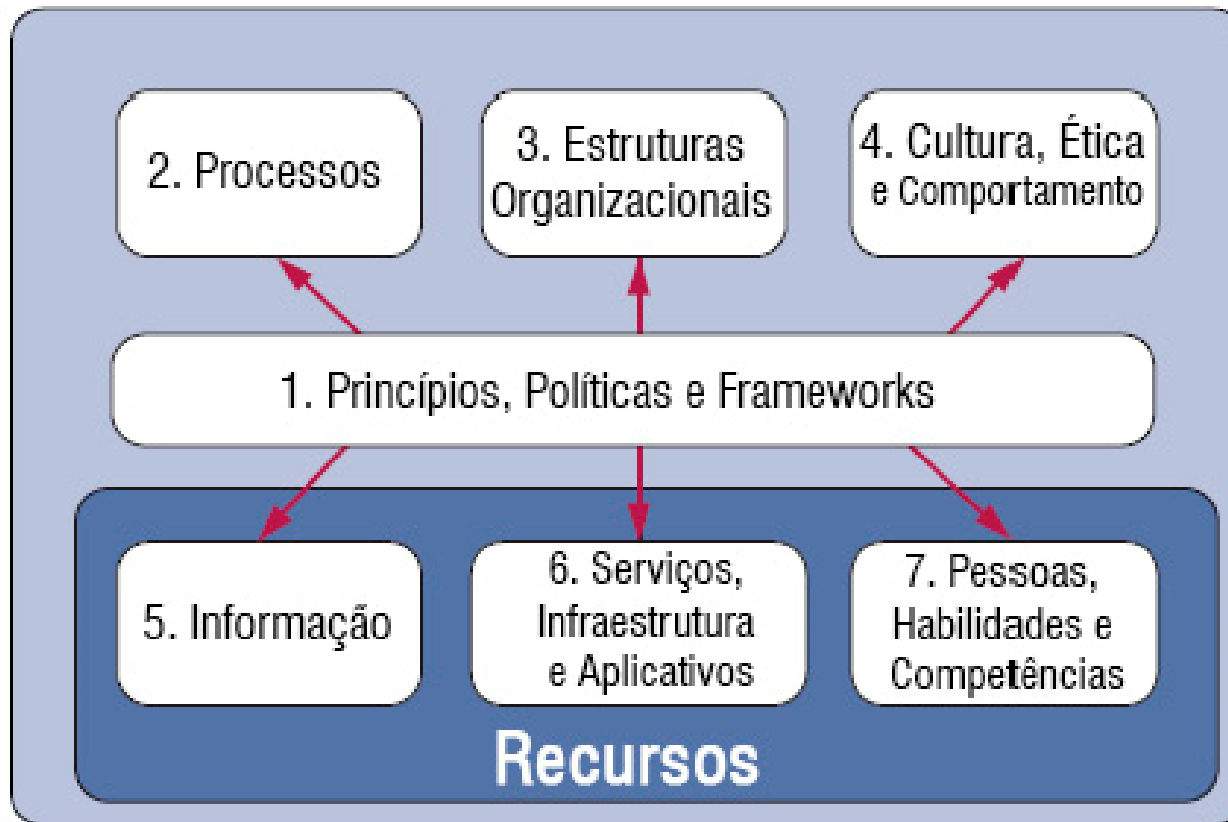 2. Processos
3. Estruturas
Organizacionais
4. Cultura, Ética
e Comportamento
1. Princípios, Políticas e Frameworks
5. Informação
6. Serviços,
Infraestrutura
e Aplicativos
7. Pessoas,
Habilidades e
Competências
Recursos